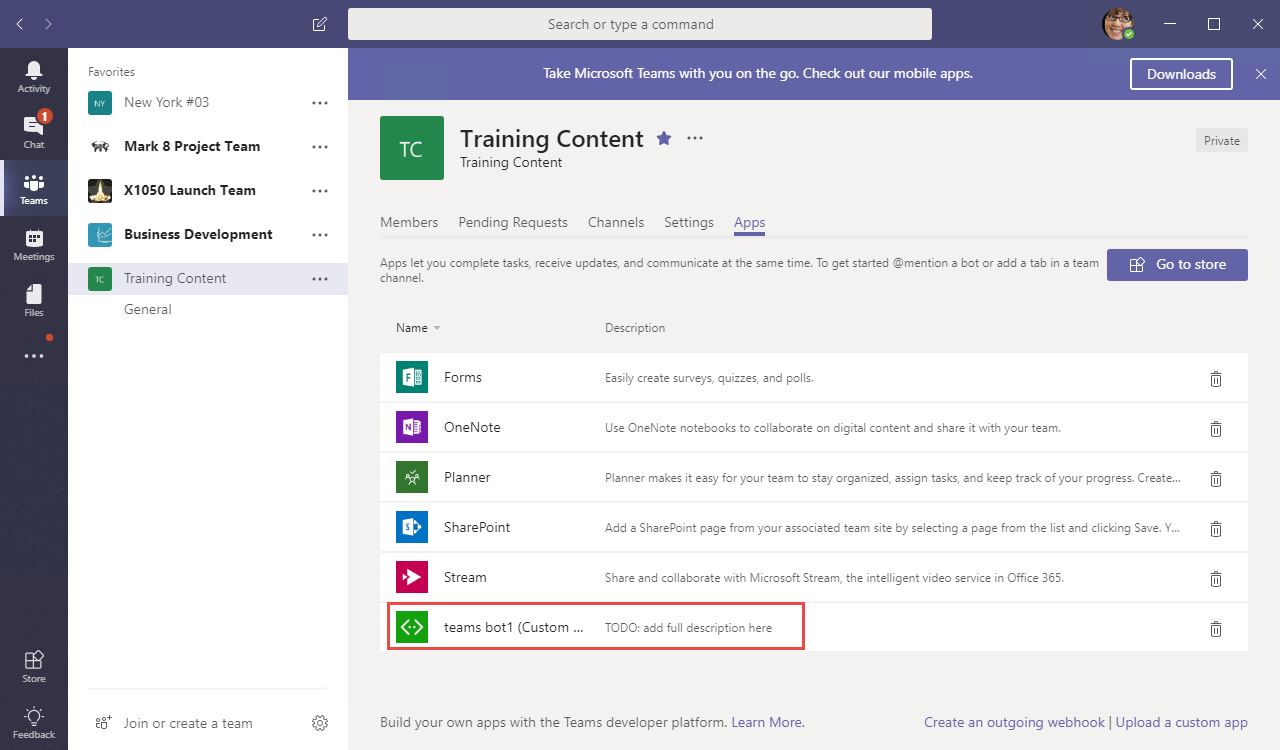 Search or type a command
Activity
1
Chat
Teams
Meetings
Files
Store
Feedback
Favorites
NY New York #03
Mark 8 Project Team
X1050 Launch Team
Business Development
TC Training Content
General
Join or create a team
Take Microsoft Teams with you on the go. Check out our mobile apps.
Downloads
TC
Training Content
Training Content
Private
Members Pending Requests Channels Settings Apps
Apps let you complete tasks, receive updates, and communicate at the same time. To get started @mention a bot or add a tab in a team
channel.
Go to store
Name Description
Forms Easily create surveys, quizzes, and polls.
OneNote Use OneNote notebooks to collaborate on digital content and share it with your team.
Planner Planner makes it easy for your team to stay organized, assign tasks, and keep track of your progress. Create...
SharePoint Add a SharePoint page from your associated team site by selecting a page from the list and clicking Save. Y...
Stream Share and collaborate with Microsoft Stream, the intelligent video service in Office 365.
teams bot1 (Custom ... TODO: add full description here
Build your own apps with the Teams developer platform. Learn More.
Create an outgoing webhook | Upload a custom app